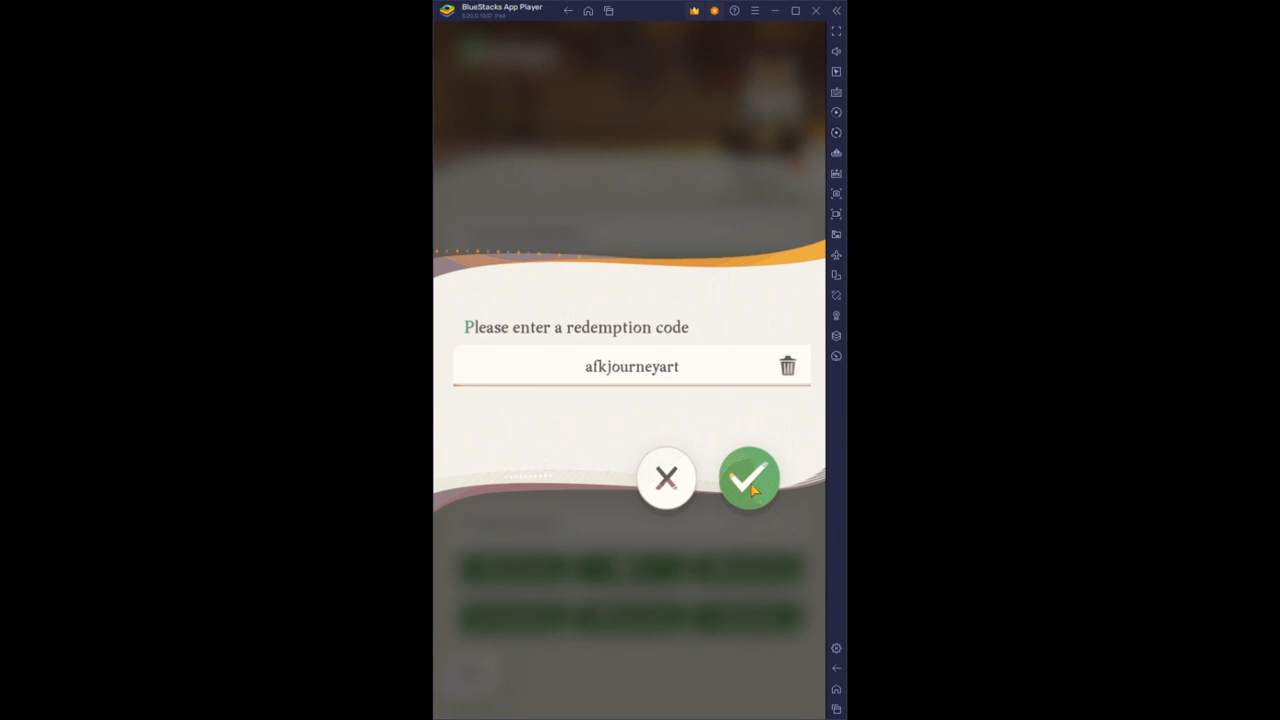 BlueStacks App Player
Please enter a redemption code
afkjourneyart